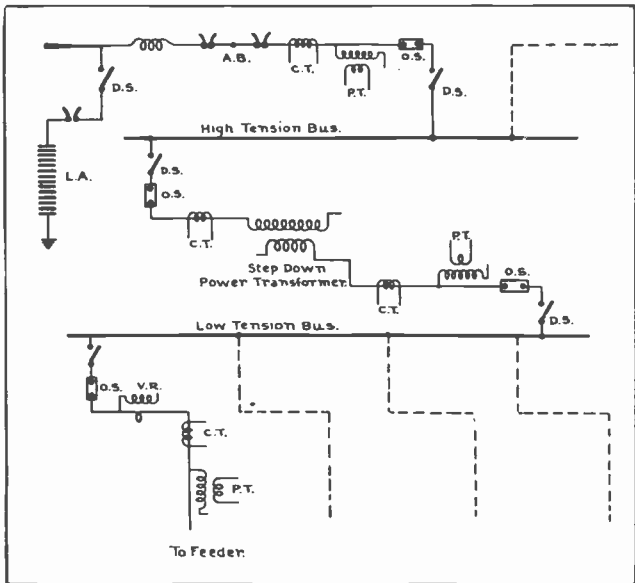 A.B.
C.T.
P.T.
O.S.
D.S.
D.S.
High Tension Bus.
L.A.
D.S.
O.S.
C.T.
Step Down
Power Transformer.
P.T.
C.T.
O.S.
D.S.
Low Tension Bus.
O.S.
V.R.
C.T.
P.T.
To Feeder.